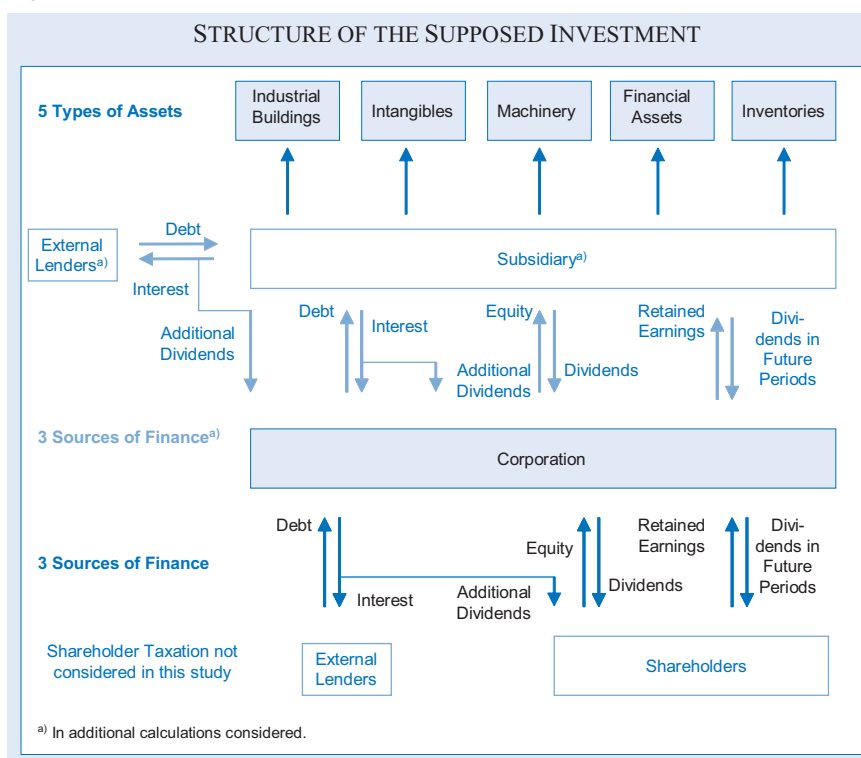 STRUCTURE OF THE SUPPOSED INVESTMENT
5 Types of Assets
Industrial
Buildings
Intangibles
Machinery
Financial
Assets
Inventories
External
Lenders a)
Debt
Interest
Subsidiary a)
Additional
Dividends
Debt
Interest
Additional
Dividends
Equity
Dividends
Retained
Earnings
Divi-
dends in
Future
Periods
3 Sources of Finance a)
Corporation
3 Sources of Finance
Debt
Interest
Additional
Dividends
Equity
Dividends
Retained
Earnings
Divi-
dends in
Future
Periods
Shareholder Taxation not
considered in this study
External
Lenders
Shareholders
a) In additional calculations considered.